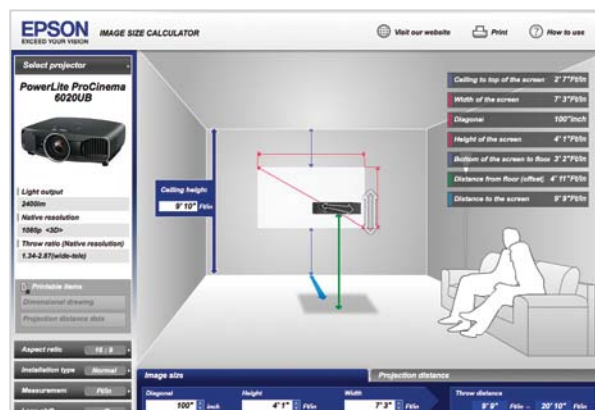 EPSON
EXCEED YOUR VISION
IMAGE SIZE CALCULATOR
Visit our website
Print
How to use
Select projector
PowerLite ProCinema
6020UB
Light output
2400lm
Native resolution
1080p <3D>
Throw ratio (Native resolution)
1.34-2.87(wide-tele)
Printable items
Dimensional drawing
Projection distance data
Aspect ratio 16 : 9
Installation type Normal
Measurement Ft/in
Ceiling height:
9' 10" Ft/in
Ceiling to top of the screen 2' 7"Ft/in
Width of the screen 7' 3"Ft/in
Diagonal 100"inch
Height of the screen 4' 1"Ft/in
Bottom of the screen to floor 3' 2"Ft/in
Distance from floor (offset) 4' 11"Ft/in
Distance to the screen 9' 9"Ft/in
Image size
Projection distance
Diagonal Height Width Throw distance
100" inch 4' 1" Ft/in 7' 3" Ft/in 9' 9" Ft/in - 20' 10" Ft/in